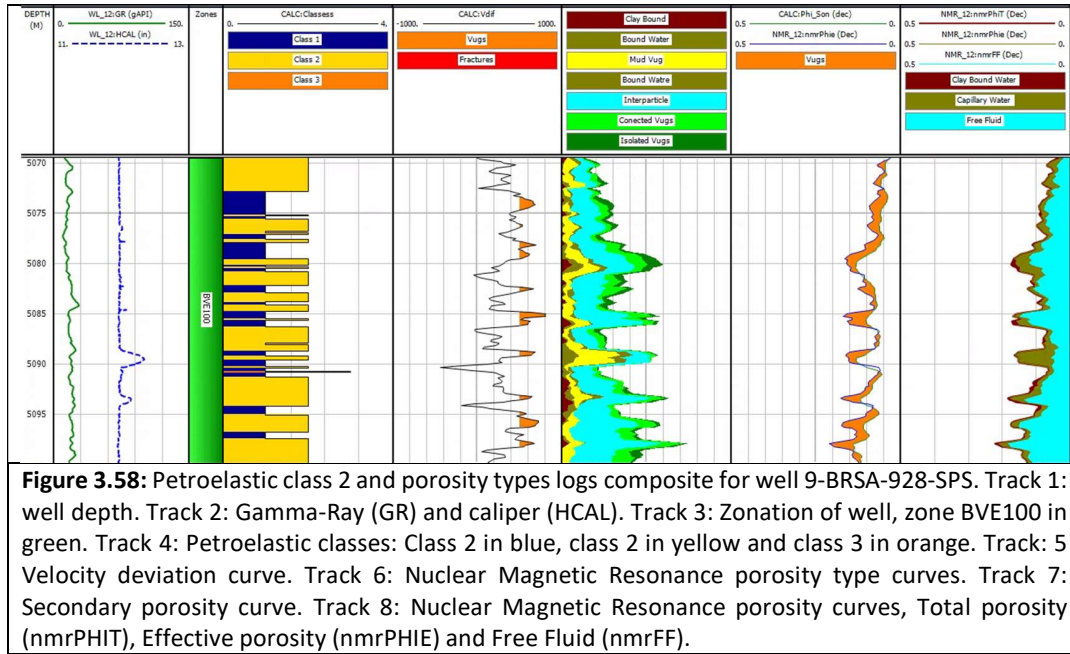 DEPTH (M)
WL_12:GR (gAPI)
0. 150.
WL_12:HCAL (in)
11. 13.
Zones
CALC:Classess
0. 4.
Class 1
Class 2
Class 3
CALC:Vdif
-1000. 1000.
Vugs
Fractures
Clay Bound
Bound Water
Mud Vug
Bound Watre
Interparticle
Conected Vugs
Isolated Vugs
CALC:Phi_Son (dec)
0.5 0.
NMR_12:nmrPhie (Dec)
0.5 0.
Vugs
NMR_12:nmrPhiT (Dec)
0.5 0.
NMR_12:nmrPhie (Dec)
0.5 0.
NMR_12:nmrFF (Dec)
0.5 0.
Clay Bound Water
Capillary Water
Free Fluid
5070
5075
5080
5085
5090
5095
BVE100
Figure 3.58: Petroelastic class 2 and porosity types logs composite for well 9-BRSA-928-SPS. Track 1:
well depth. Track 2: Gamma-Ray (GR) and caliper (HCAL). Track 3: Zonation of well, zone BVE100 in
green. Track 4: Petroelastic classes: Class 2 in blue, class 2 in yellow and class 3 in orange. Track: 5
Velocity deviation curve. Track 6: Nuclear Magnetic Resonance porosity type curves. Track 7:
Secondary porosity curve. Track 8: Nuclear Magnetic Resonance porosity curves, Total porosity
(nmrPHIT), Effective porosity (nmrPHIE) and Free Fluid (nmrFF).